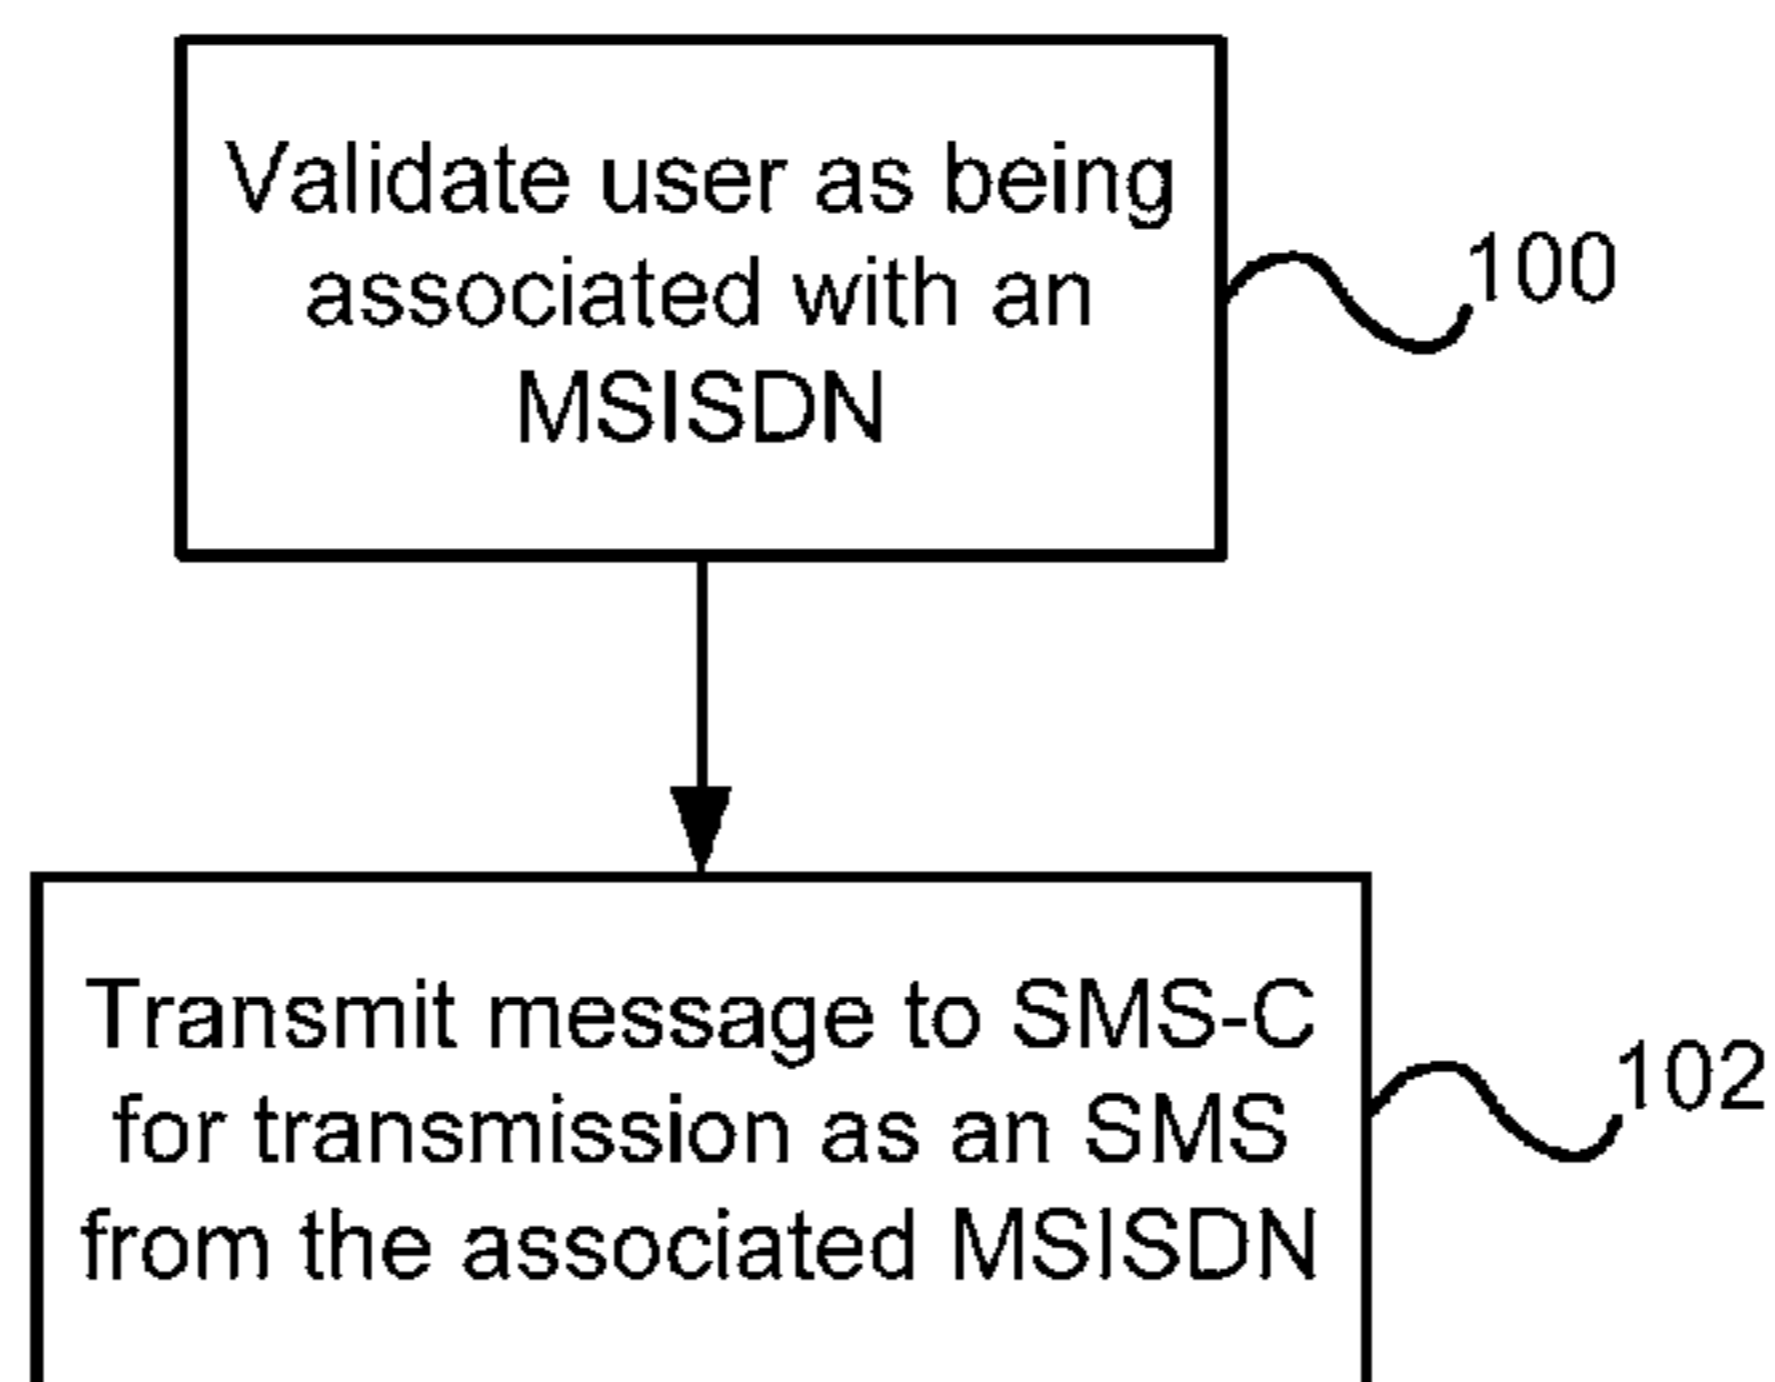 Validate user as being
associated with an
MSISDN
100
Transmit message to SMS-C
for transmission as an SMS
from the associated MSISDN
102